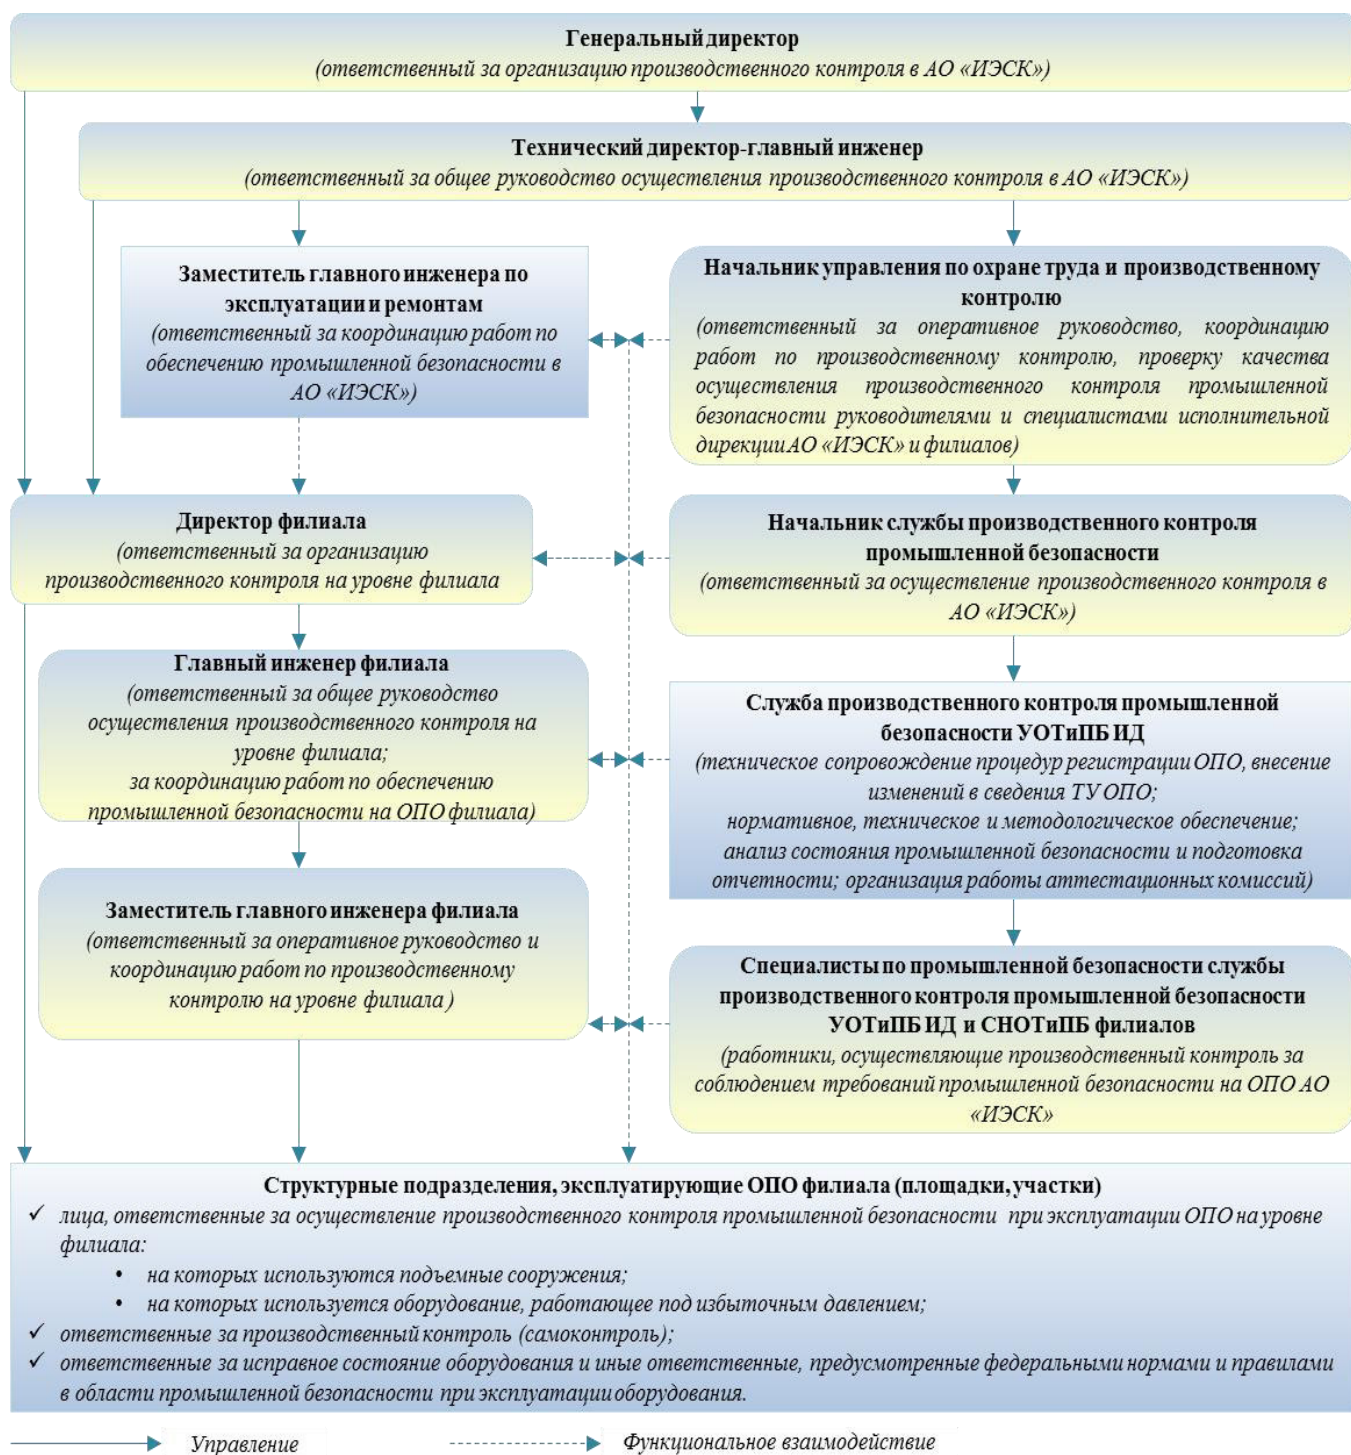 Генеральный директор
(ответственный за организацию производственного контроля в АО «ИЭСК»)
Технический директор-главный инженер
(ответственный за общее руководство осуществления производственного контроля в АО «ИЭСК»)
Заместитель главного инженера по
эксплуатации и ремонтам
(ответственный за координацию работ по
обеспечению промышленной безопасности в
АО «ИЭСК»)
Начальник управления по охране труда и производственному
контролю
(ответственный за оперативное руководство, координацию
работ по производственному контролю, проверку качества
осуществления производственного контроля промышленной
безопасности руководителями и специалистами исполнительной
дирекции АО «ИЭСК» и филиалов)
Директор филиала
(ответственный за организацию
производственного контроля на уровне филиала
Начальник службы производственного контроля
промышленной безопасности
(ответственный за осуществление производственного контроля в
АО «ИЭСК»)
Главный инженер филиала
(ответственный за общее руководство
осуществления производственного контроля на
уровне филиала;
за координацию работ по обеспечению
промышленной безопасности на ОПО филиала)
Служба производственного контроля промышленной
безопасности УОТиПБ ИД
(техническое сопровождение процедур регистрации ОПО, внесение
изменений в сведения ТУ ОПО;
нормативное, техническое и методологическое обеспечение;
анализ состояния промышленной безопасности и подготовка
отчетности; организация работы аттестационных комиссий)
Заместитель главного инженера филиала
(ответственный за оперативное руководство и
координацию работ по производственному
контролю на уровне филиала )
Специалисты по промышленной безопасности службы
производственного контроля промышленной безопасности
УОТиПБ ИД и СНОТиПБ филиалов
(работники, осуществляющие производственный контроль за
соблюдением требований промышленной безопасности на ОПО АО
«ИЭСК»
Структурные подразделения, эксплуатирующие ОПО филиала (площадки, участки)
✓ лица, ответственные за осуществление производственного контроля промышленной безопасности при эксплуатации ОПО на уровне
филиала:
• на которых используются подъемные сооружения;
• на которых используется оборудование, работающее под избыточным давлением;
✓ ответственные за производственный контроль (самоконтроль);
✓ ответственные за исправное состояние оборудования и иные ответственные, предусмотренные федеральными нормами и правилами
в области промышленной безопасности при эксплуатации оборудования.
Управление
Функциональное взаимодействие